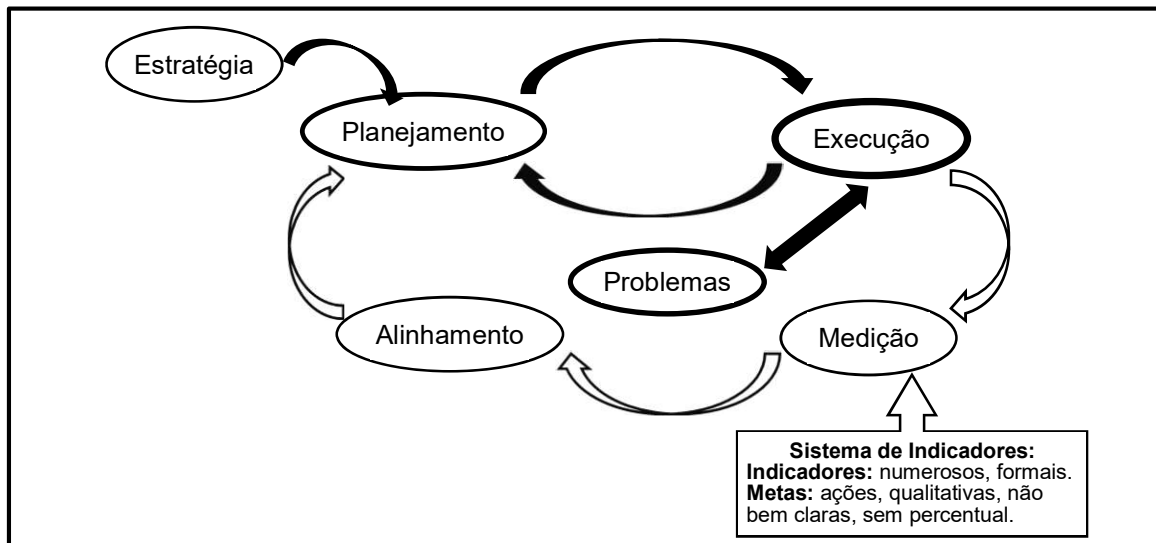 Estratégia
Planejamento
Execução
Problemas
Alinhamento
Medição
Sistema de Indicadores:
Indicadores: numerosos, formais.
Metas: ações, qualitativas, não
bem claras, sem percentual.